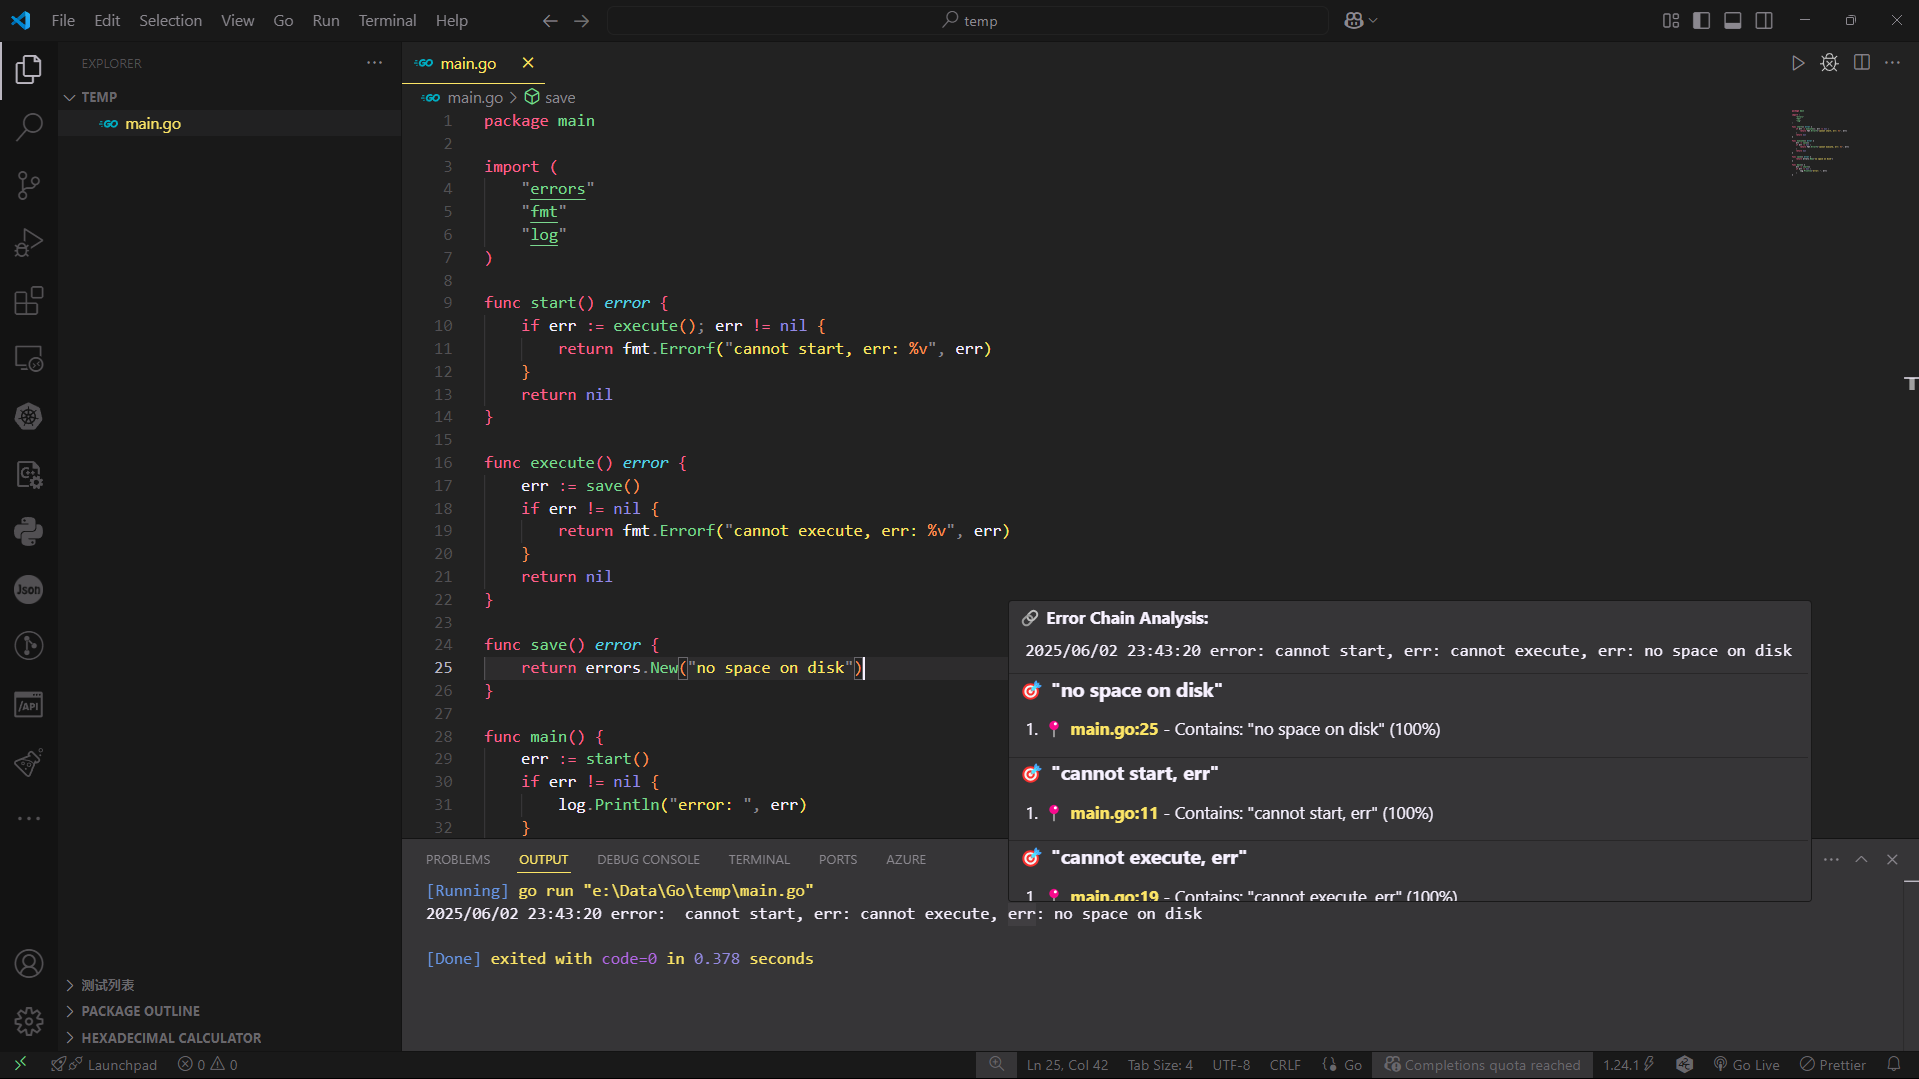 File Edit Selection View Go Run Terminal Help
temp
EXPLORER
TEMP
GO main.go
测试列表
PACKAGE OUTLINE
HEXADECIMAL CALCULATOR
Json
/API
GO main.go
GO main.go > save
1 package main
2
3 import (
4 "errors"
5 "fmt"
6 "log"
7 )
8
9 func start() error {
10 if err := execute(); err != nil {
11 return fmt.Errorf("cannot start, err: %v", err)
12 }
13 return nil
14 }
15
16 func execute() error {
17 err := save()
18 if err != nil {
19 return fmt.Errorf("cannot execute, err: %v", err)
20 }
21 return nil
22 }
23
24 func save() error {
25 return errors.New("no space on disk")
26 }
27
28 func main() {
29 err := start()
30 if err != nil {
31 log.Println("error: ", err)
32 }
Error Chain Analysis:
2025/06/02 23:43:20 error: cannot start, err: cannot execute, err: no space on disk
"no space on disk"
1. main.go:25 - Contains: "no space on disk" (100%)
"cannot start, err"
1. main.go:11 - Contains: "cannot start, err" (100%)
"cannot execute, err"
1. main.go:19 - Contains: "cannot execute, err" (100%)
PROBLEMS OUTPUT DEBUG CONSOLE TERMINAL PORTS AZURE
[Running] go run "e:\Data\Go\temp\main.go"
2025/06/02 23:43:20 error:  cannot start, err: cannot execute, err: no space on disk
[Done] exited with code=0 in 0.378 seconds
Launchpad 0 0 Ln 25, Col 42 Tab Size: 4 UTF-8 CRLF Go Completions quota reached 1.24.1 Go Live Prettier